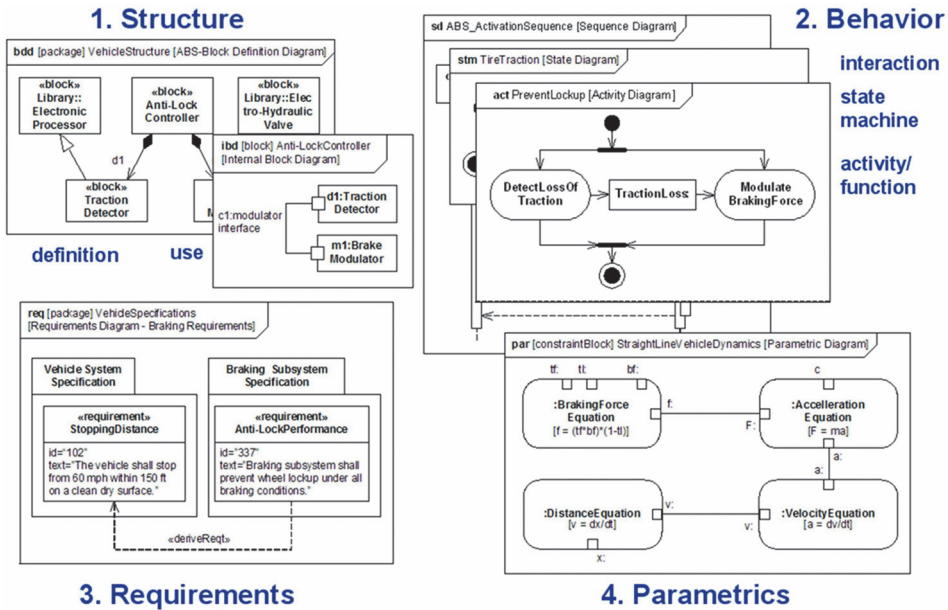 1. Structure
bdd [package] VehicleStructure [ABS-Block Definition Diagram]
«block»
Library::
Electronic
Processor
«block»
Anti-Lock
Controller
«block»
Library::Elec
tro-Hydraulic
Valve
d1
«block»
Traction
Detector
M
ibd [block] Anti-LockController
[Internal Block Diagram]
c1:modulator
interface
d1:Traction
Detector
m1:Brake
Modulator
definition
use
2. Behavior
sd ABS_ActivationSequence [Sequence Diagram]
stm TireTraction [State Diagram]
act PreventLockup [Activity Diagram]
DetectLossOf
Traction
TractionLoss:
Modulate
BrakingForce
interaction
state
machine
activity/
function
req [package] VehicleSpecifications
[Requirements Diagram - Braking Requirements]
Vehicle System
Specification
«requirement»
StoppingDistance
id="102"
text="The vehicle shall stop
from 60 mph within 150 ft
on a clean dry surface."
Braking Subsystem
Specification
«requirement»
Anti-LockPerformance
id="337"
text="Braking subsystem shall
prevent wheel lockup under all
braking conditions."
«deriveReqt»
3. Requirements
par [constraintBlock] StraightLineVehicleDynamics [Parametric Diagram]
tf:
tl:
bf:
:BrakingForce
Equation
[f = (tf*bf)*(1-tl)]
f:
F:
c
:Accelleration
Equation
[F = ma]
a:
a:
:DistanceEquation
[v = dx/dt]
v:
v:
:VelocityEquation
[a = dv/dt]
x:
4. Parametrics